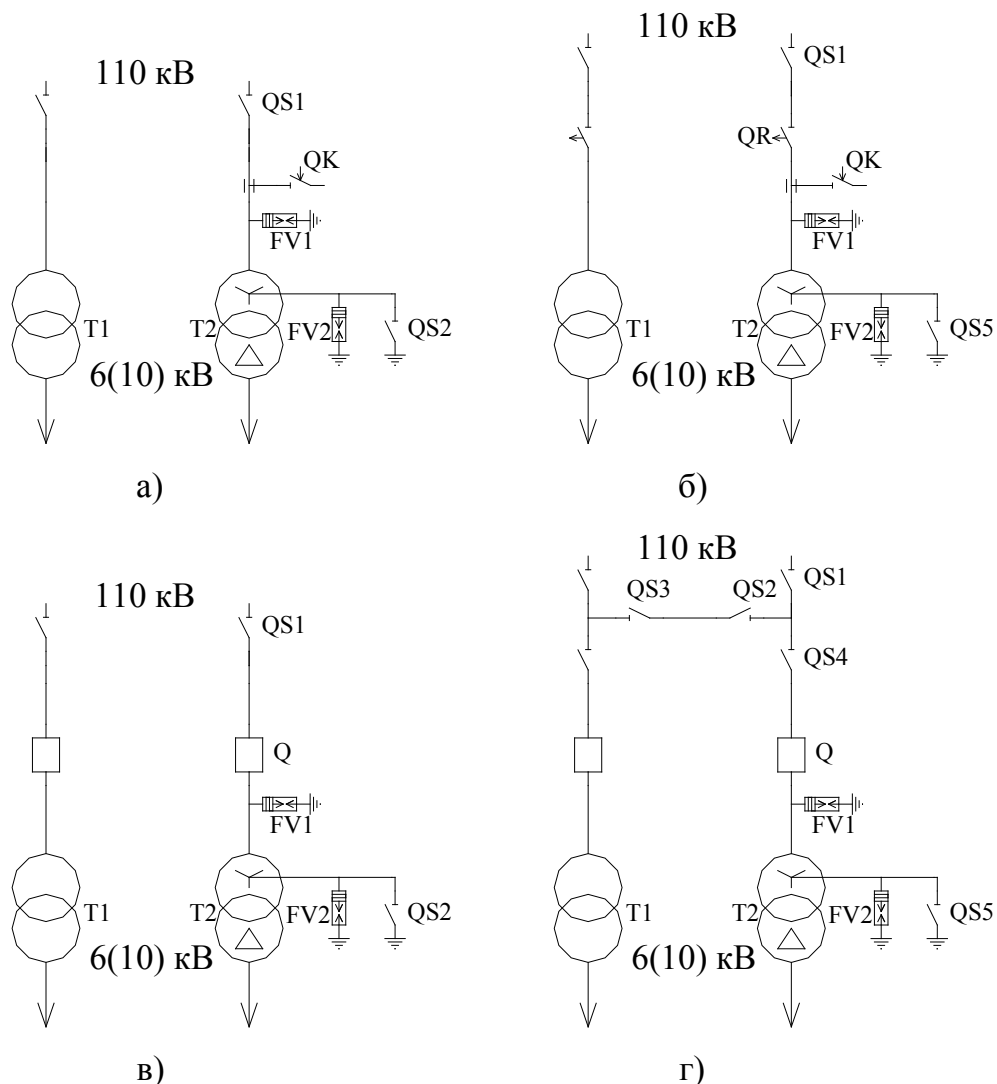 110 кВ
QS1
QK
FV1
T1
T2
FV2
QS2
6(10) кВ
а)
110 кВ
QS1
QR
QK
FV1
T1
T2
FV2
QS5
6(10) кВ
б)
110 кВ
QS1
Q
FV1
T1
T2
FV2
QS2
6(10) кВ
в)
110 кВ
QS1
QS3
QS2
QS4
Q
FV1
T1
T2
FV2
QS5
6(10) кВ
г)